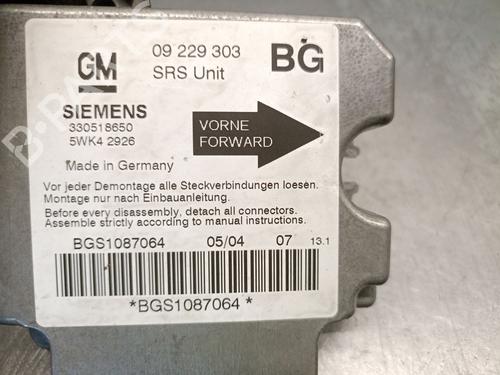 GM
09 229 303
SRS Unit
BG
SIEMENS
330518650
5WK4 2926
VORNE
FORWARD
Made in Germany
Vor jeder Demontage alle Steckverbindungen loesen.
Montage nur nach Einbauanleitung.
Before every disassembly, detach all connectors.
Assemble strictly according to manual instructions.
BGS1087064 05/04 07 13.1
*BGS1087064*